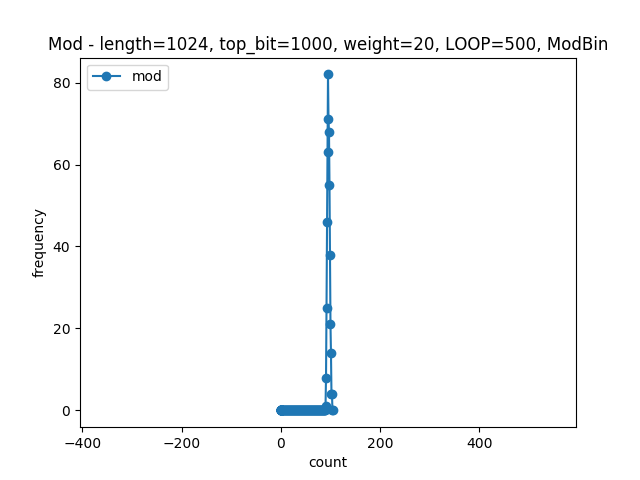 Mod - length=1024, top_bit=1000, weight=20, LOOP=500, ModBin
mod
80
60
40
20
0
frequency
−400
−200
0
200
400
count